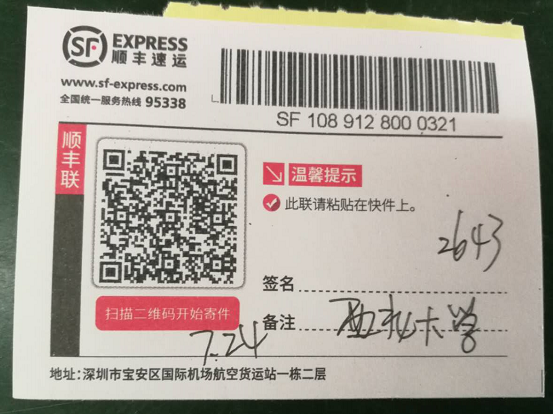 SF EXPRESS
顺丰速运
www.sf-express.com
全国统一服务热线 95338
SF 108 912 800 0321
顺丰联
温馨提示
此联请粘贴在快件上。
2643
签名
扫描二维码开始寄件
备注
7.24
地址:深圳市宝安区国际机场航空货运站一栋二层